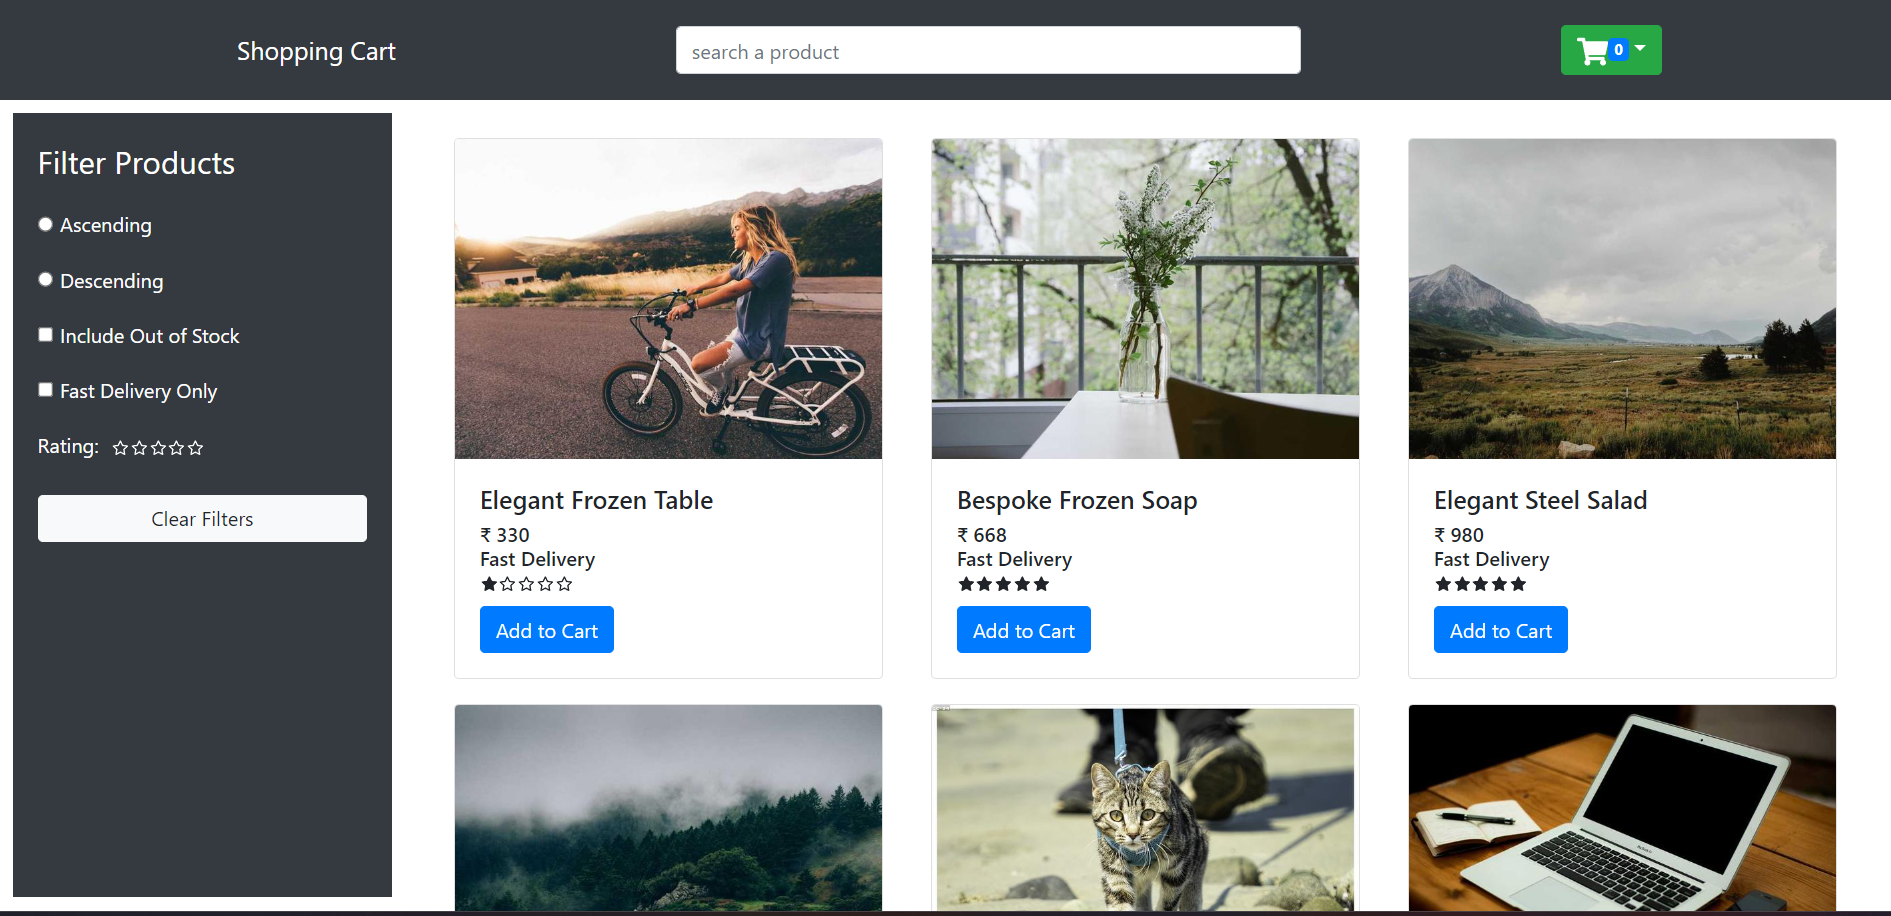 Shopping Cart
search a product
0
Filter Products
Ascending
Descending
Include Out of Stock
Fast Delivery Only
Rating:
Clear Filters
Elegant Frozen Table
₹ 330
Fast Delivery
Add to Cart
Bespoke Frozen Soap
₹ 668
Fast Delivery
Add to Cart
Elegant Steel Salad
₹ 980
Fast Delivery
Add to Cart